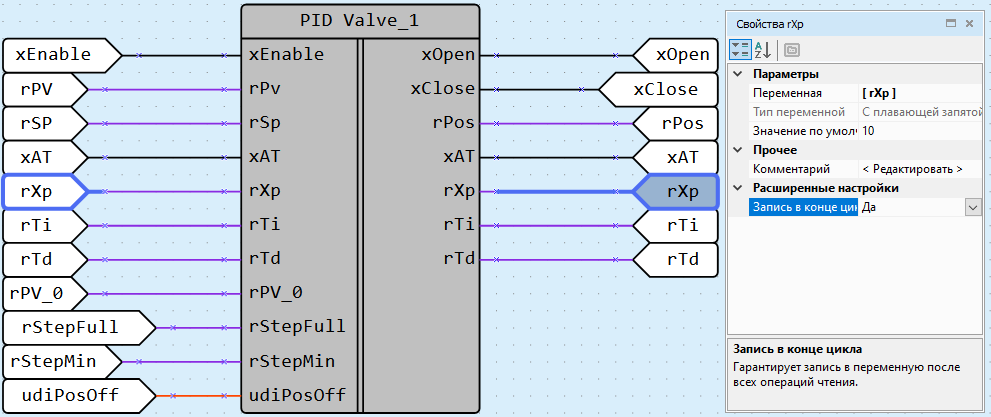 PID Valve_1
xEnable
rPV
rSP
xAT
rXp
rTi
rTd
rPV_0
rStepFull
rStepMin
udiPosOff
xEnable
rPv
rSp
xAT
rXp
rTi
rTd
rPV_0
rStepFull
rStepMin
udiPosOff
xOpen
xClose
rPos
xAT
rXp
rTi
rTd
xOpen
xClose
rPos
xAT
rXp
rTi
rTd
Свойства rXp
Параметры
Переменная [ rXp ]
Тип переменной С плавающей запятой
Значение по умол 10
Прочее
Комментарий < Редактировать >
Расширенные настройки
Запись в конце цик Да
Запись в конце цикла
Гарантирует запись в переменную после
всех операций чтения.